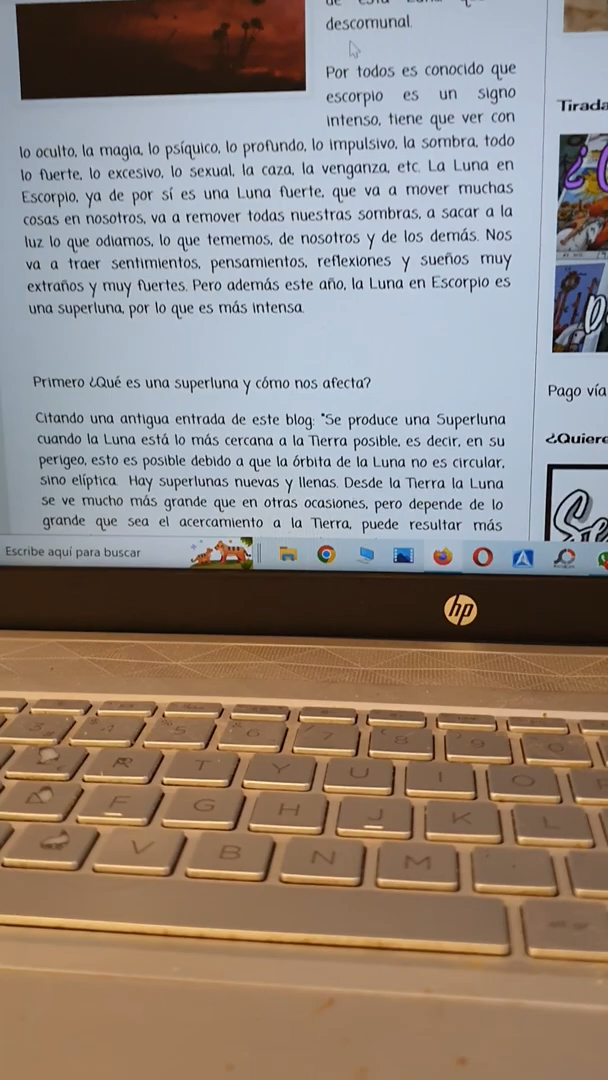 descomunal.
Por todos es conocido que
escorpio es un signo
intenso, tiene que ver con
lo oculto, la magia, lo psíquico, lo profundo, lo impulsivo, la sombra, todo
lo fuerte, lo excesivo, lo sexual, la caza, la venganza, etc. La Luna en
Escorpio, ya de por sí es una Luna fuerte, que va a mover muchas
cosas en nosotros, va a remover todas nuestras sombras, a sacar a la
luz lo que odiamos, lo que tememos, de nosotros y de los demás. Nos
va a traer sentimientos, pensamientos, reflexiones y sueños muy
extraños y muy fuertes. Pero además este año, la Luna en Escorpio es
una superluna, por lo que es más intensa.
Primero ¿Qué es una superluna y cómo nos afecta?
Citando una antigua entrada de este blog: "Se produce una Superluna
cuando la Luna está lo más cercana a la Tierra posible, es decir, en su
perigeo, esto es posible debido a que la órbita de la Luna no es circular,
sino elíptica. Hay superlunas nuevas y llenas. Desde la Tierra la Luna
se ve mucho más grande que en otras ocasiones, pero depende de lo
grande que sea el acercamiento a la Tierra, puede resultar más
Tirada
Pago vía
¿Quiere
Escribe aquí para buscar
hp
3 4 5 6 7 8 9 0
R T Y U I O
F G H J K L
V B N M